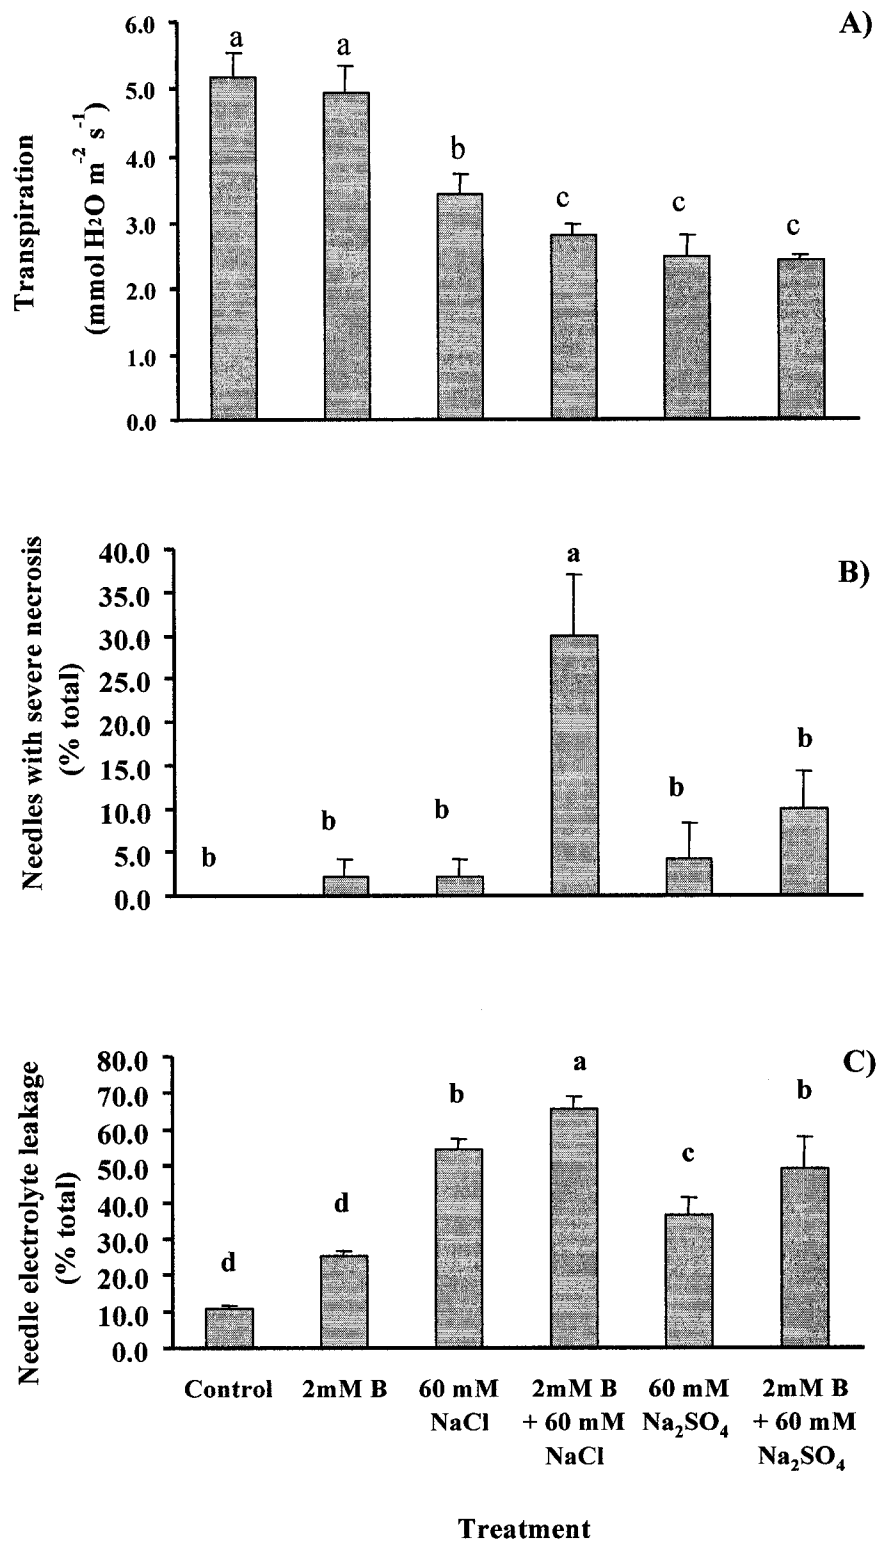 A)
Transpiration
(mmol H2O m-2 s-1)
6.0
5.0
4.0
3.0
2.0
1.0
0.0
a
a
b
c
c
c
B)
Needles with severe necrosis
(% total)
40.0
35.0
30.0
25.0
20.0
15.0
10.0
5.0
0.0
b
b
b
a
b
b
C)
Needle electrolyte leakage
(% total)
80.0
70.0
60.0
50.0
40.0
30.0
20.0
10.0
0.0
d
d
b
a
c
b
Control
2mM B
60 mM
NaCl
2mM B
+ 60 mM
NaCl
60 mM
Na2SO4
2mM B
+ 60 mM
Na2SO4
Treatment